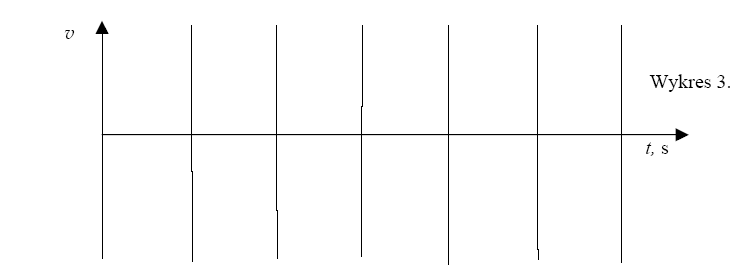 v
Wykres 3.
t, s